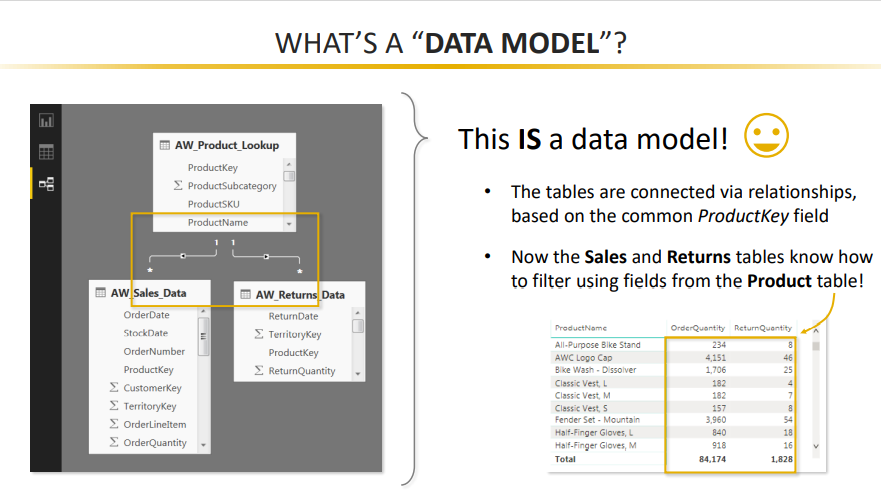 WHAT'S A “DATA MODEL”?
AW_Product_Lookup
ProductKey
Σ ProductSubcategory
ProductSKU
ProductName
1 1
* *
AW_Sales_Data
OrderDate
StockDate
OrderNumber
ProductKey
Σ CustomerKey
Σ TerritoryKey
Σ OrderLineItem
Σ OrderQuantity
AW_Returns_Data
ReturnDate
Σ TerritoryKey
ProductKey
Σ ReturnQuantity
This IS a data model!
• The tables are connected via relationships,
based on the common ProductKey field
• Now the Sales and Returns tables know how
to filter using fields from the Product table!
ProductName OrderQuantity ReturnQuantity
All-Purpose Bike Stand 234 8
AWC Logo Cap 4,151 46
Bike Wash - Dissolver 1,706 25
Classic Vest, L 182 4
Classic Vest, M 182 7
Classic Vest, S 157 8
Fender Set - Mountain 3,960 54
Half-Finger Gloves, L 840 18
Half-Finger Gloves, M 918 16
Total 84,174 1,828